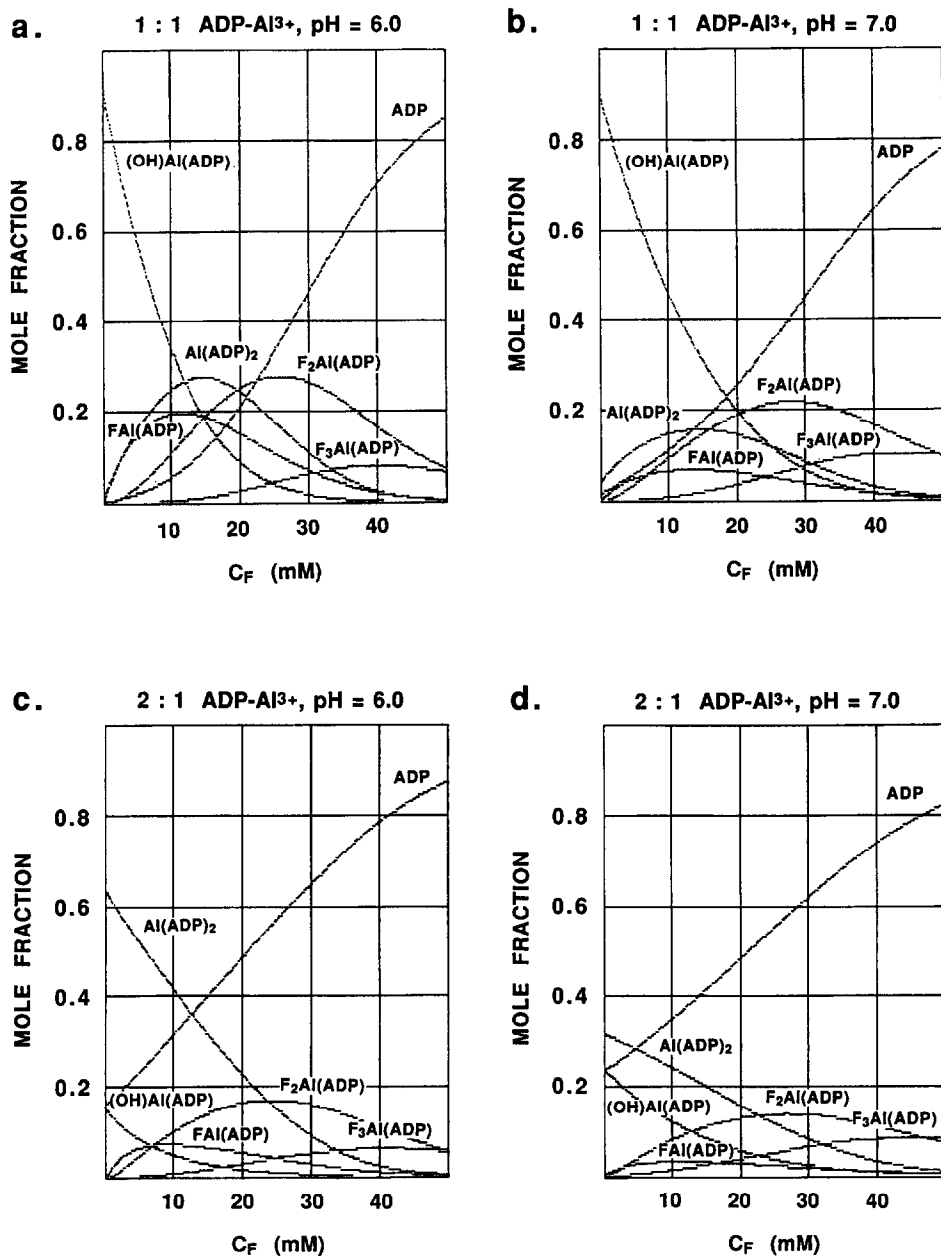 a.
1 : 1 ADP-Al³⁺, pH = 6.0
MOLE FRACTION
0.8
0.6
0.4
0.2
ADP
(OH)Al(ADP)
Al(ADP)₂
F₂Al(ADP)
FAl(ADP)
F₃Al(ADP)
10 20 30 40
C_F (mM)
b.
1 : 1 ADP-Al³⁺, pH = 7.0
MOLE FRACTION
0.8
0.6
0.4
0.2
ADP
(OH)Al(ADP)
F₂Al(ADP)
Al(ADP)₂
F₃Al(ADP)
FAl(ADP)
10 20 30 40
C_F (mM)
c.
2 : 1 ADP-Al³⁺, pH = 6.0
MOLE FRACTION
0.8
0.6
0.4
0.2
ADP
Al(ADP)₂
F₂Al(ADP)
(OH)Al(ADP)
FAl(ADP)
F₃Al(ADP)
10 20 30 40
C_F (mM)
d.
2 : 1 ADP-Al³⁺, pH = 7.0
MOLE FRACTION
0.8
0.6
0.4
0.2
ADP
Al(ADP)₂
F₂Al(ADP)
(OH)Al(ADP)
F₃Al(ADP)
FAl(ADP)
10 20 30 40
C_F (mM)